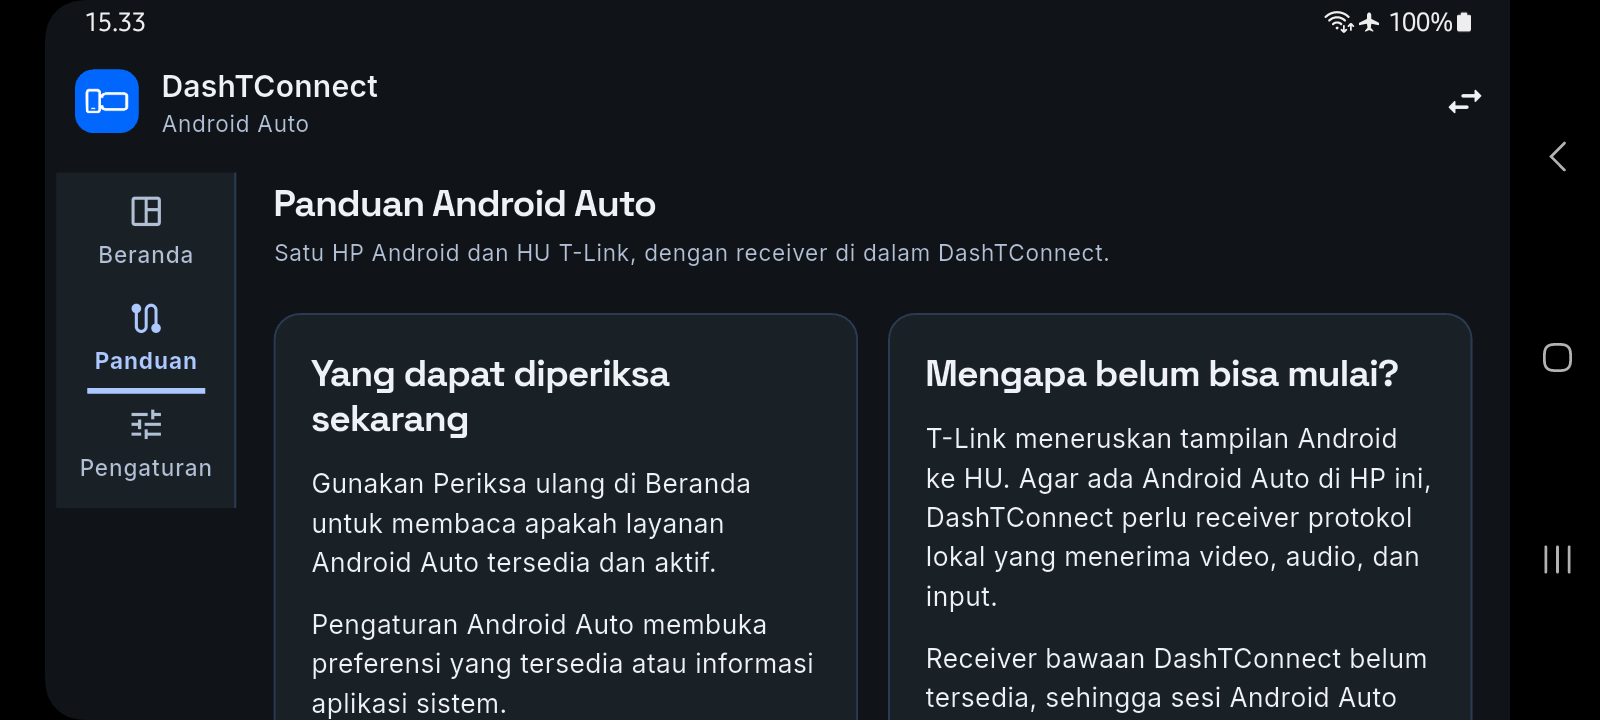 15.33
100%
DashTConnect
Android Auto
Beranda
Panduan
Pengaturan
Panduan Android Auto
Satu HP Android dan HU T-Link, dengan receiver di dalam DashTConnect.
Yang dapat diperiksa
sekarang
Gunakan Periksa ulang di Beranda
untuk membaca apakah layanan
Android Auto tersedia dan aktif.
Pengaturan Android Auto membuka
preferensi yang tersedia atau informasi
aplikasi sistem.
Mengapa belum bisa mulai?
T-Link meneruskan tampilan Android
ke HU. Agar ada Android Auto di HP ini,
DashTConnect perlu receiver protokol
lokal yang menerima video, audio, dan
input.
Receiver bawaan DashTConnect belum
tersedia, sehingga sesi Android Auto